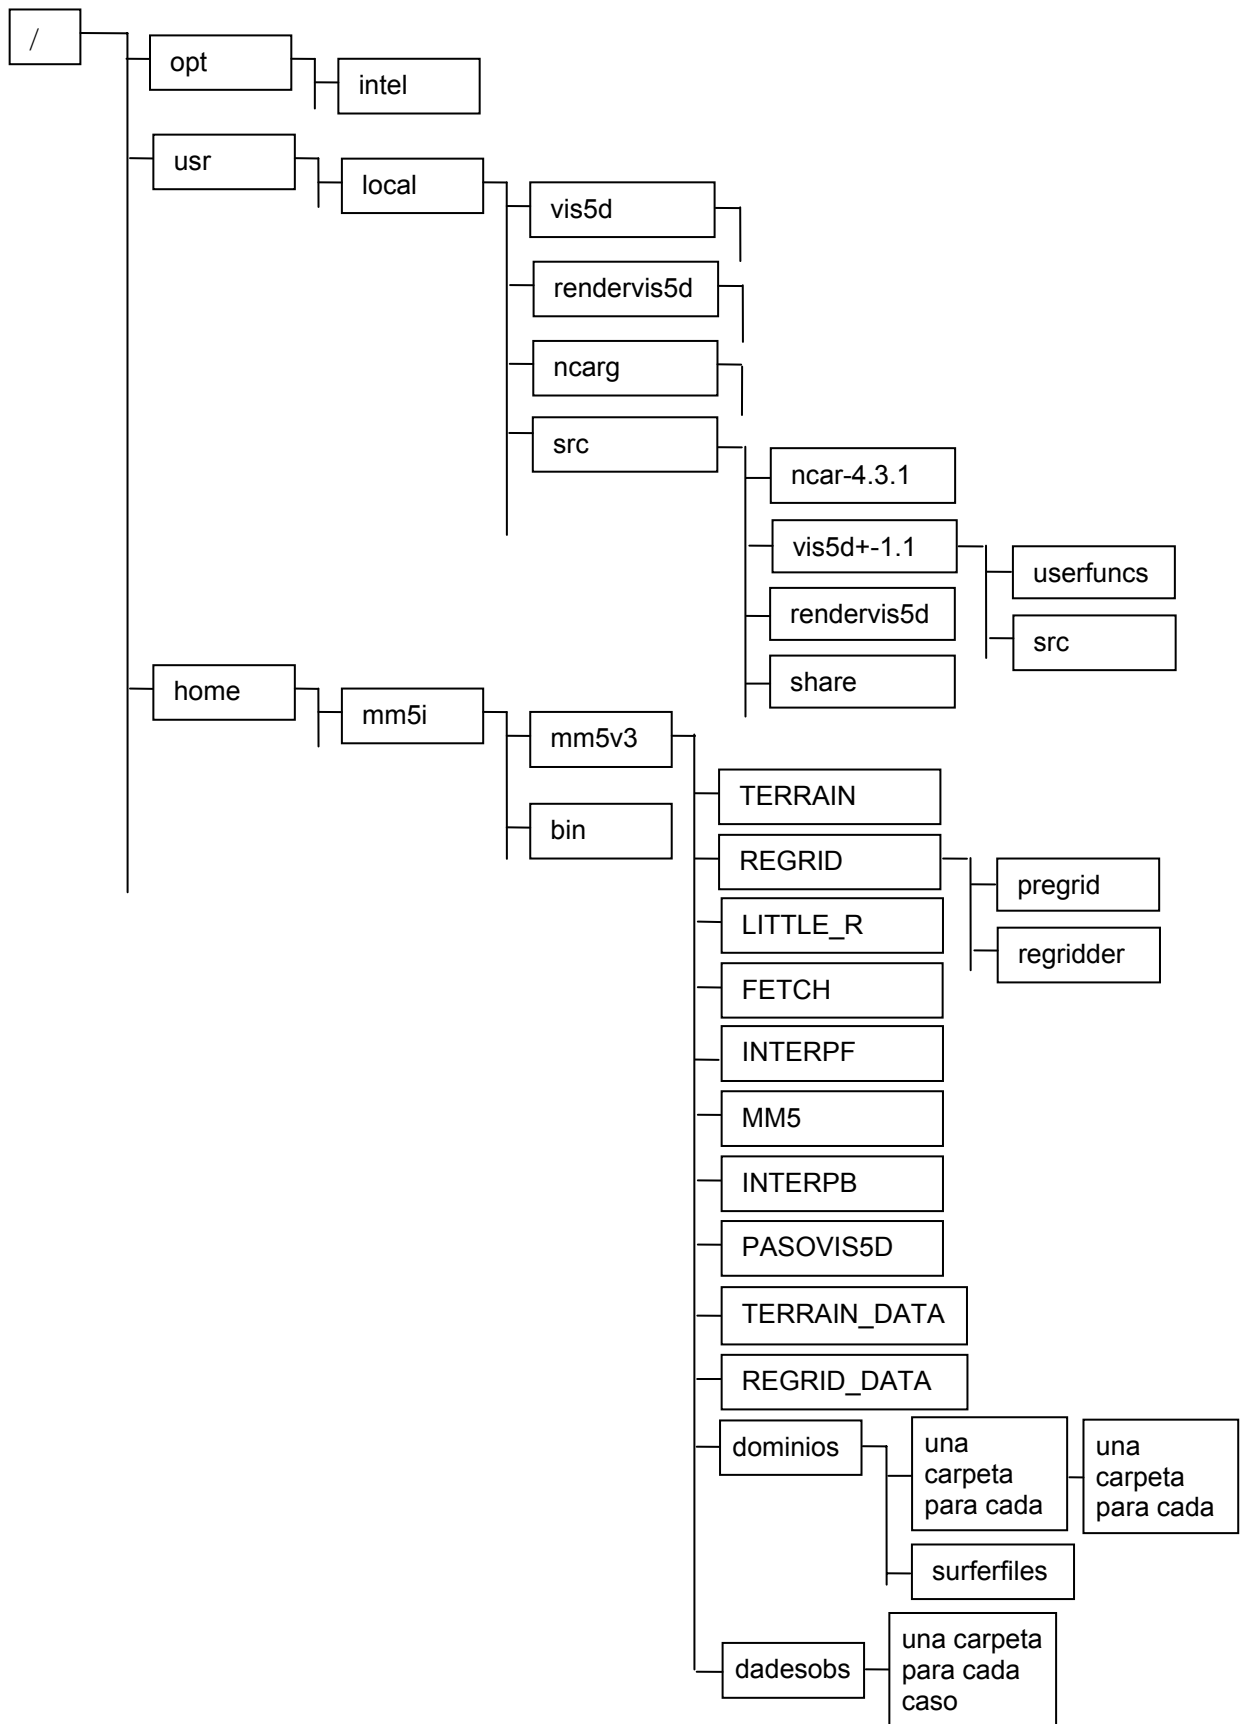 /
opt
intel
usr
local
vis5d
rendervis5d
ncarg
src
ncar-4.3.1
vis5d+-1.1
userfuncs
rendervis5d
src
share
home
mm5i
mm5v3
bin
TERRAIN
REGRID
pregrid
LITTLE_R
regridder
FETCH
INTERPF
MM5
INTERPB
PASOVIS5D
TERRAIN_DATA
REGRID_DATA
dominios
una
carpeta
para cada
una
carpeta
para cada
surferfiles
dadesobs
una carpeta
para cada
caso